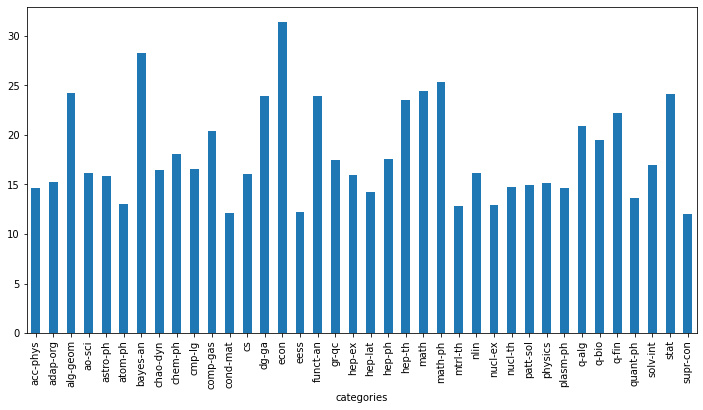 30
25
20
15
10
5
0
acc-phys
adap-org
alg-geom
ao-sci
astro-ph
atom-ph
bayes-an
chao-dyn
chem-ph
cmp-lg
comp-gas
cond-mat
cs
dg-ga
econ
eess
funct-an
gr-qc
hep-ex
hep-lat
hep-ph
hep-th
math
math-ph
mtrl-th
nlin
nucl-ex
nucl-th
patt-sol
physics
plasm-ph
q-alg
q-bio
q-fin
quant-ph
solv-int
stat
supr-con
categories